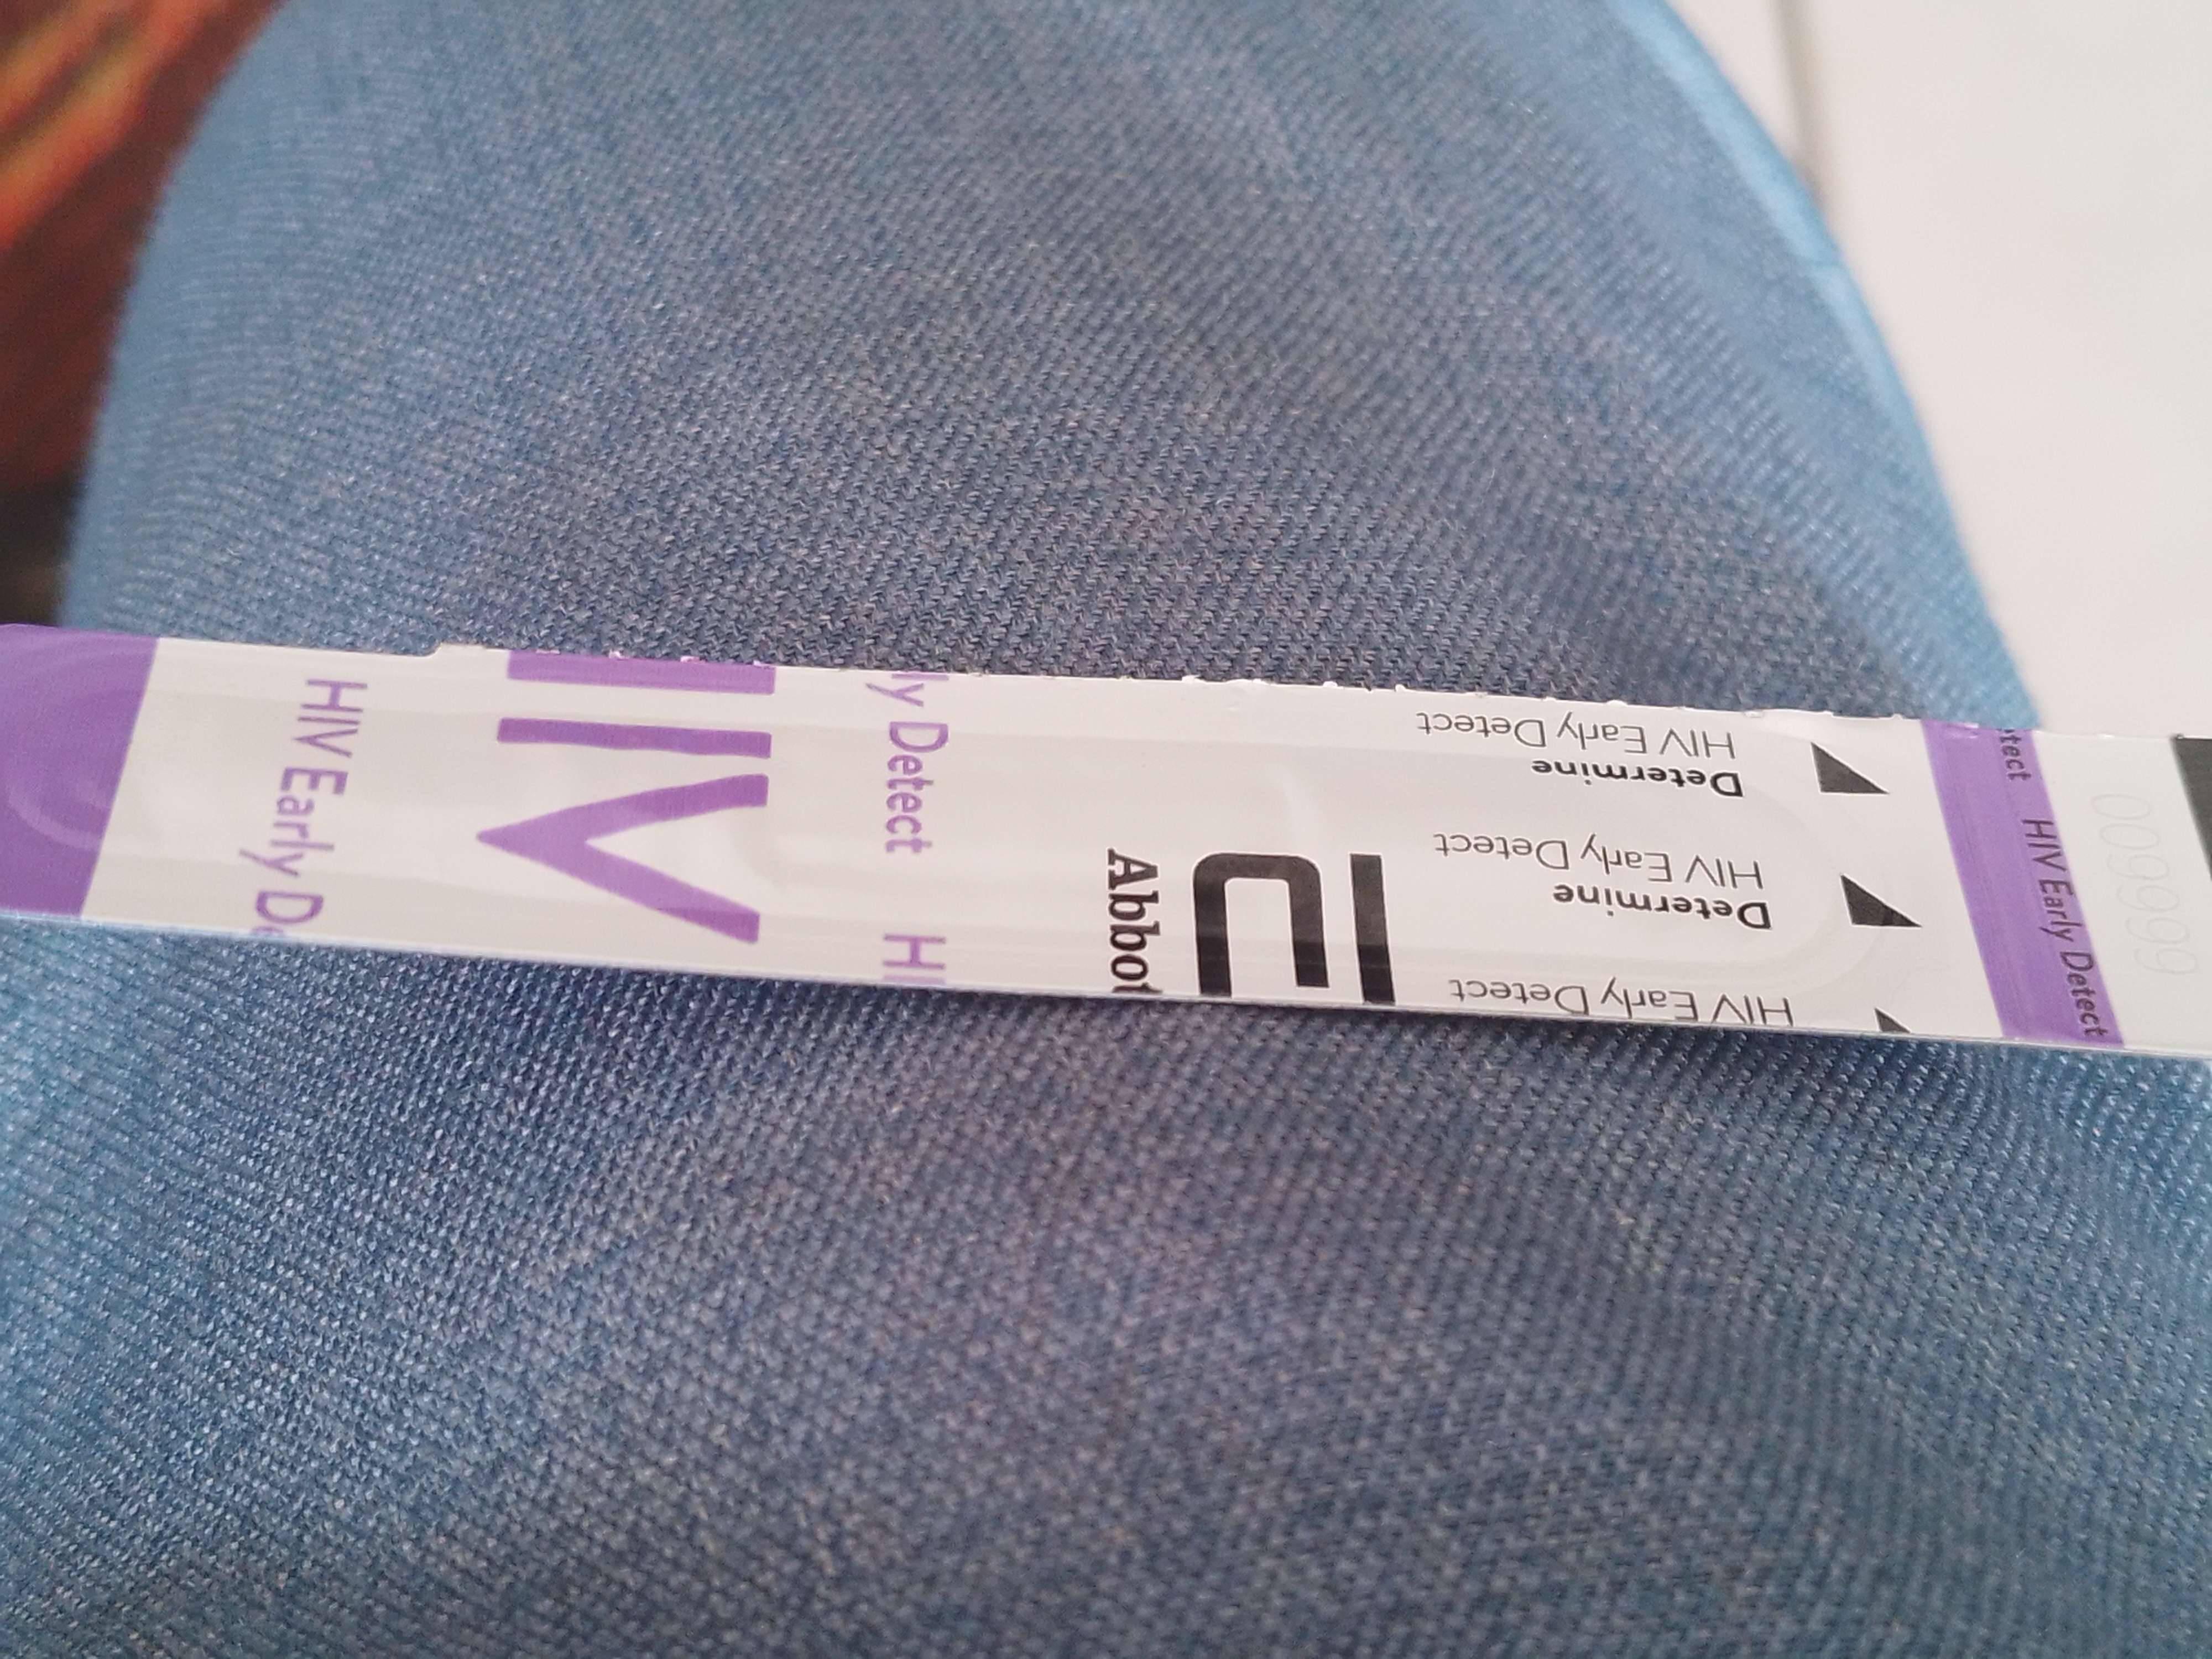 HIV Early De
HIV
ly Detect HI
Abbot
Determine
HIV Early Detect
Determine
HIV Early Detect
HIV Early Detect
tect HIV Early Detect